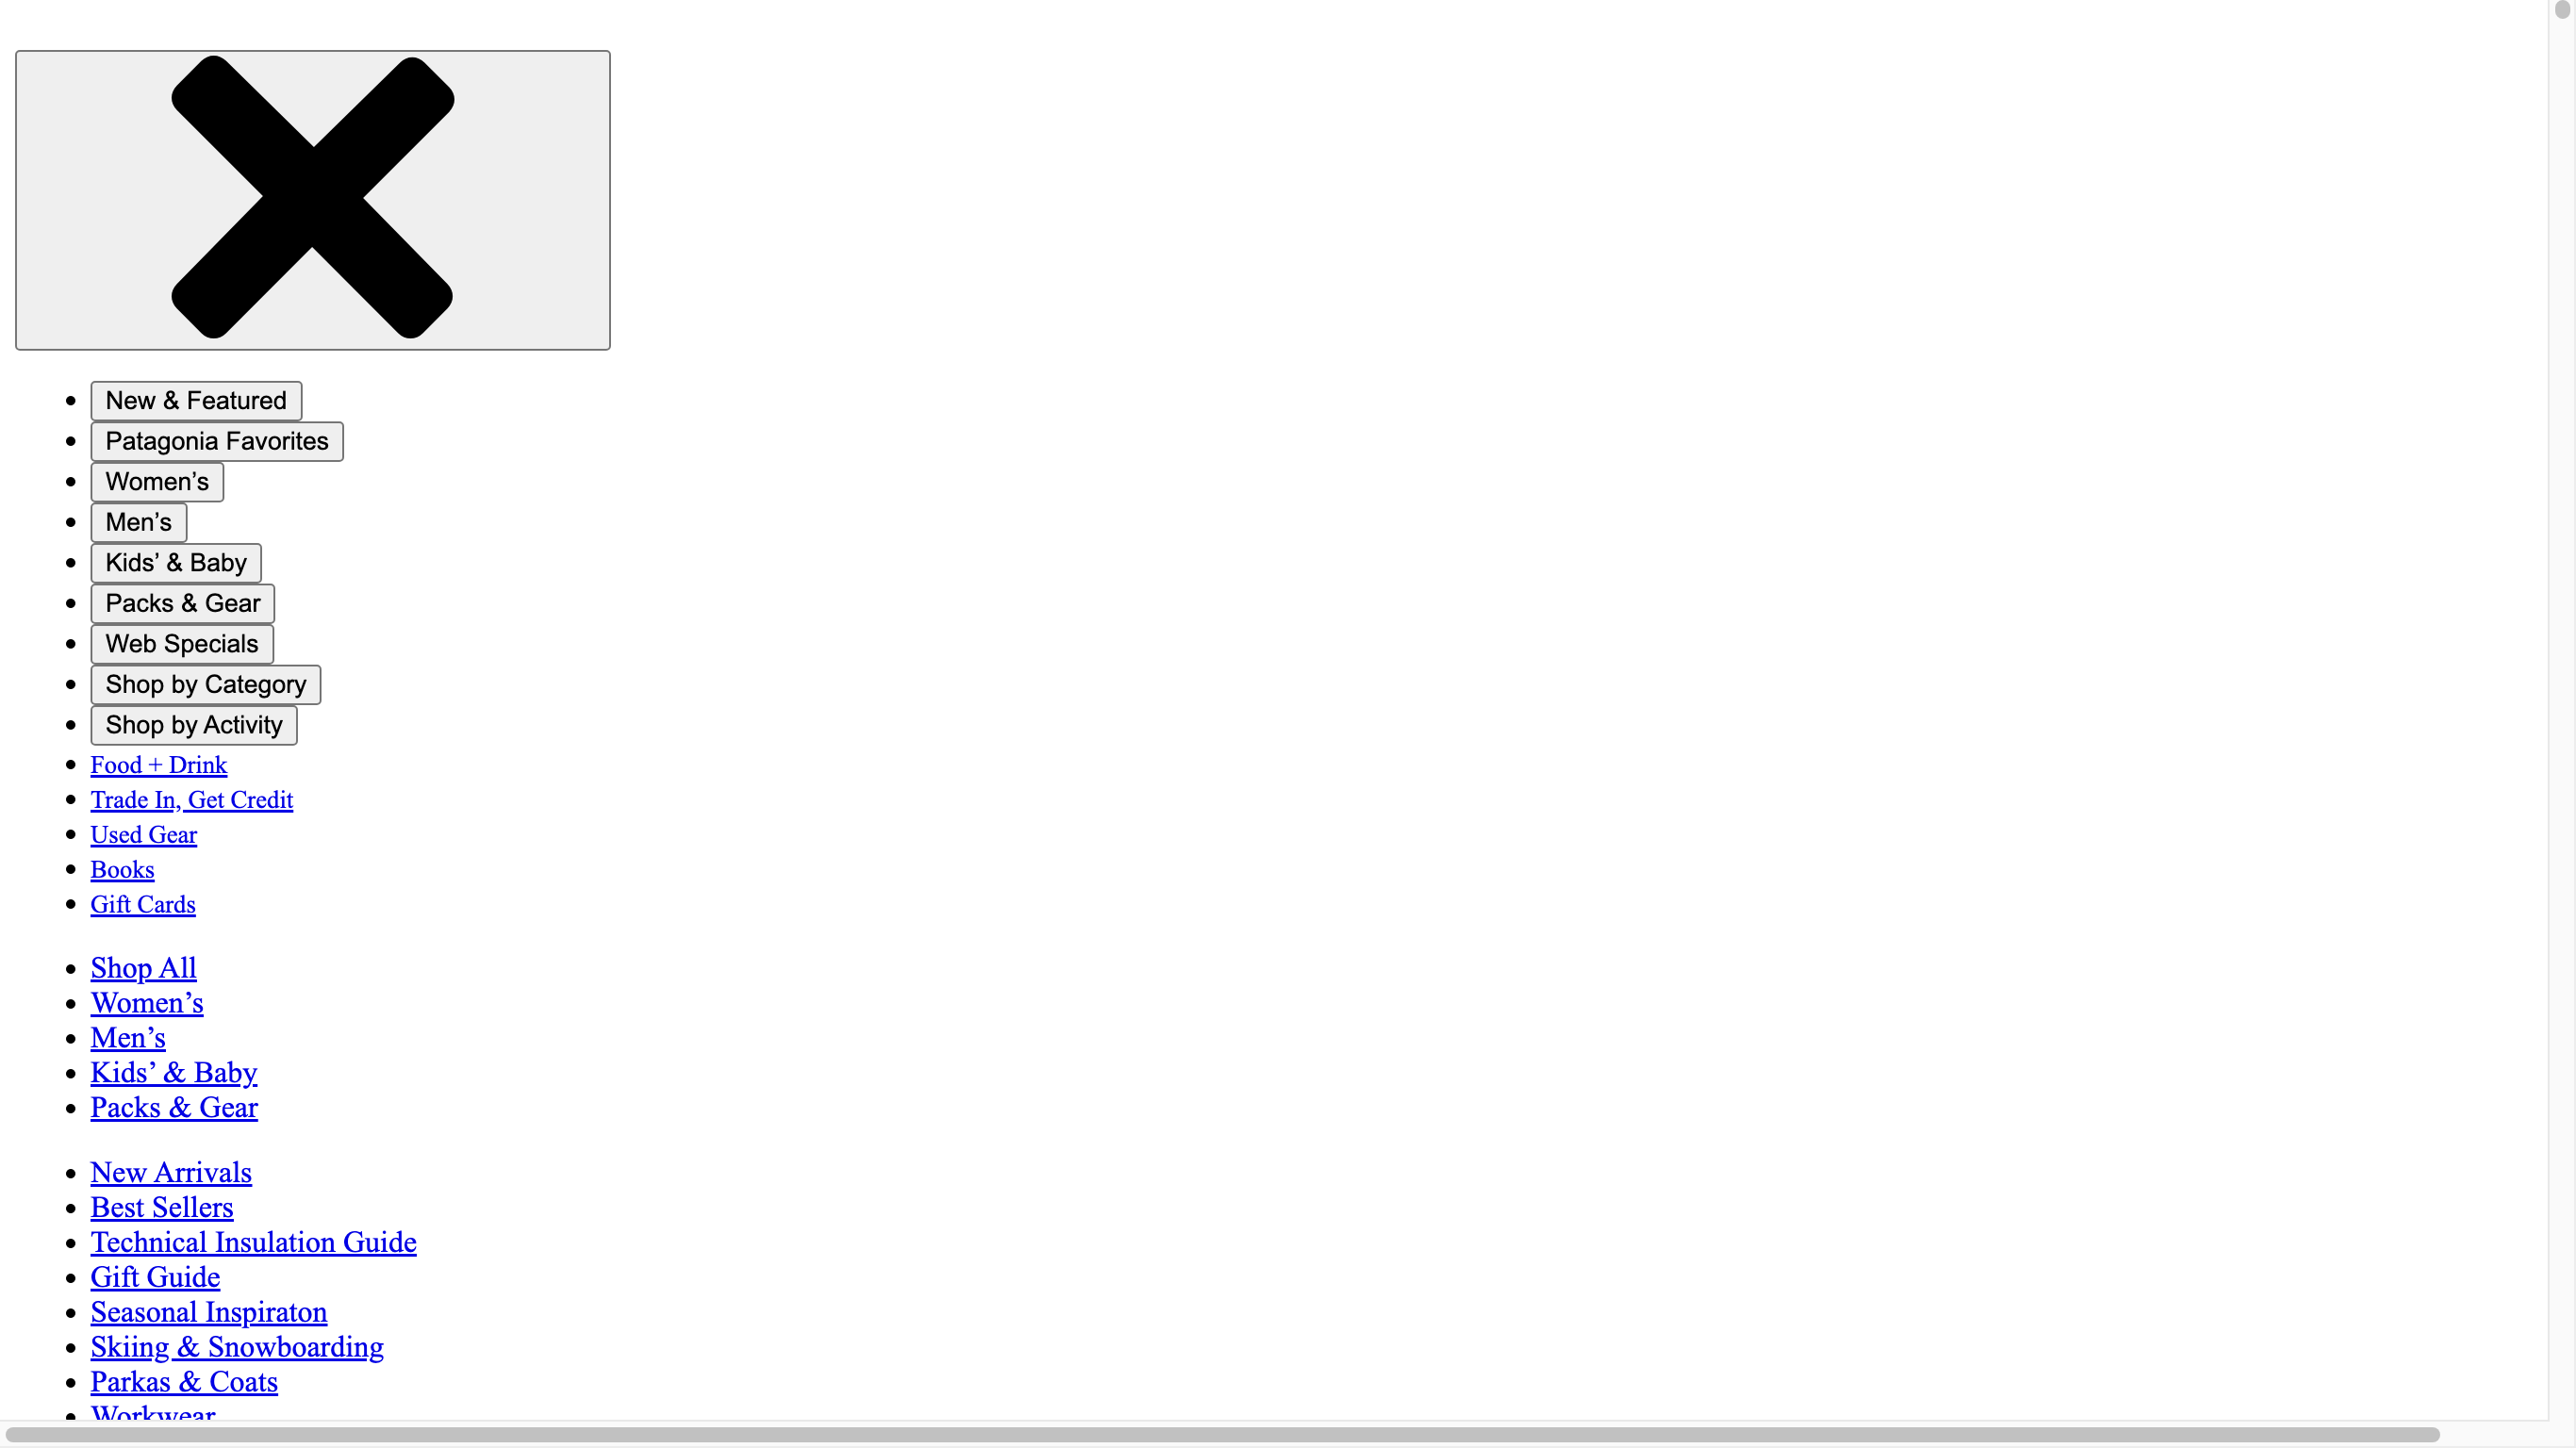 New & Featured
Patagonia Favorites
Women’s
Men’s
Kids’ & Baby
Packs & Gear
Web Specials
Shop by Category
Shop by Activity
Food + Drink
Trade In, Get Credit
Used Gear
Books
Gift Cards
Shop All
Women’s
Men’s
Kids’ & Baby
Packs & Gear
New Arrivals
Best Sellers
Technical Insulation Guide
Gift Guide
Seasonal Inspiraton
Skiing & Snowboarding
Parkas & Coats
Workwear